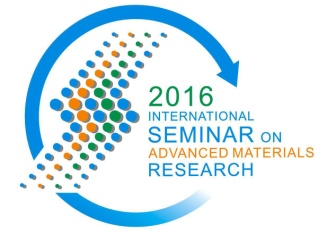 2016
INTERNATIONAL
SEMINAR ON
ADVANCED MATERIALS
RESEARCH